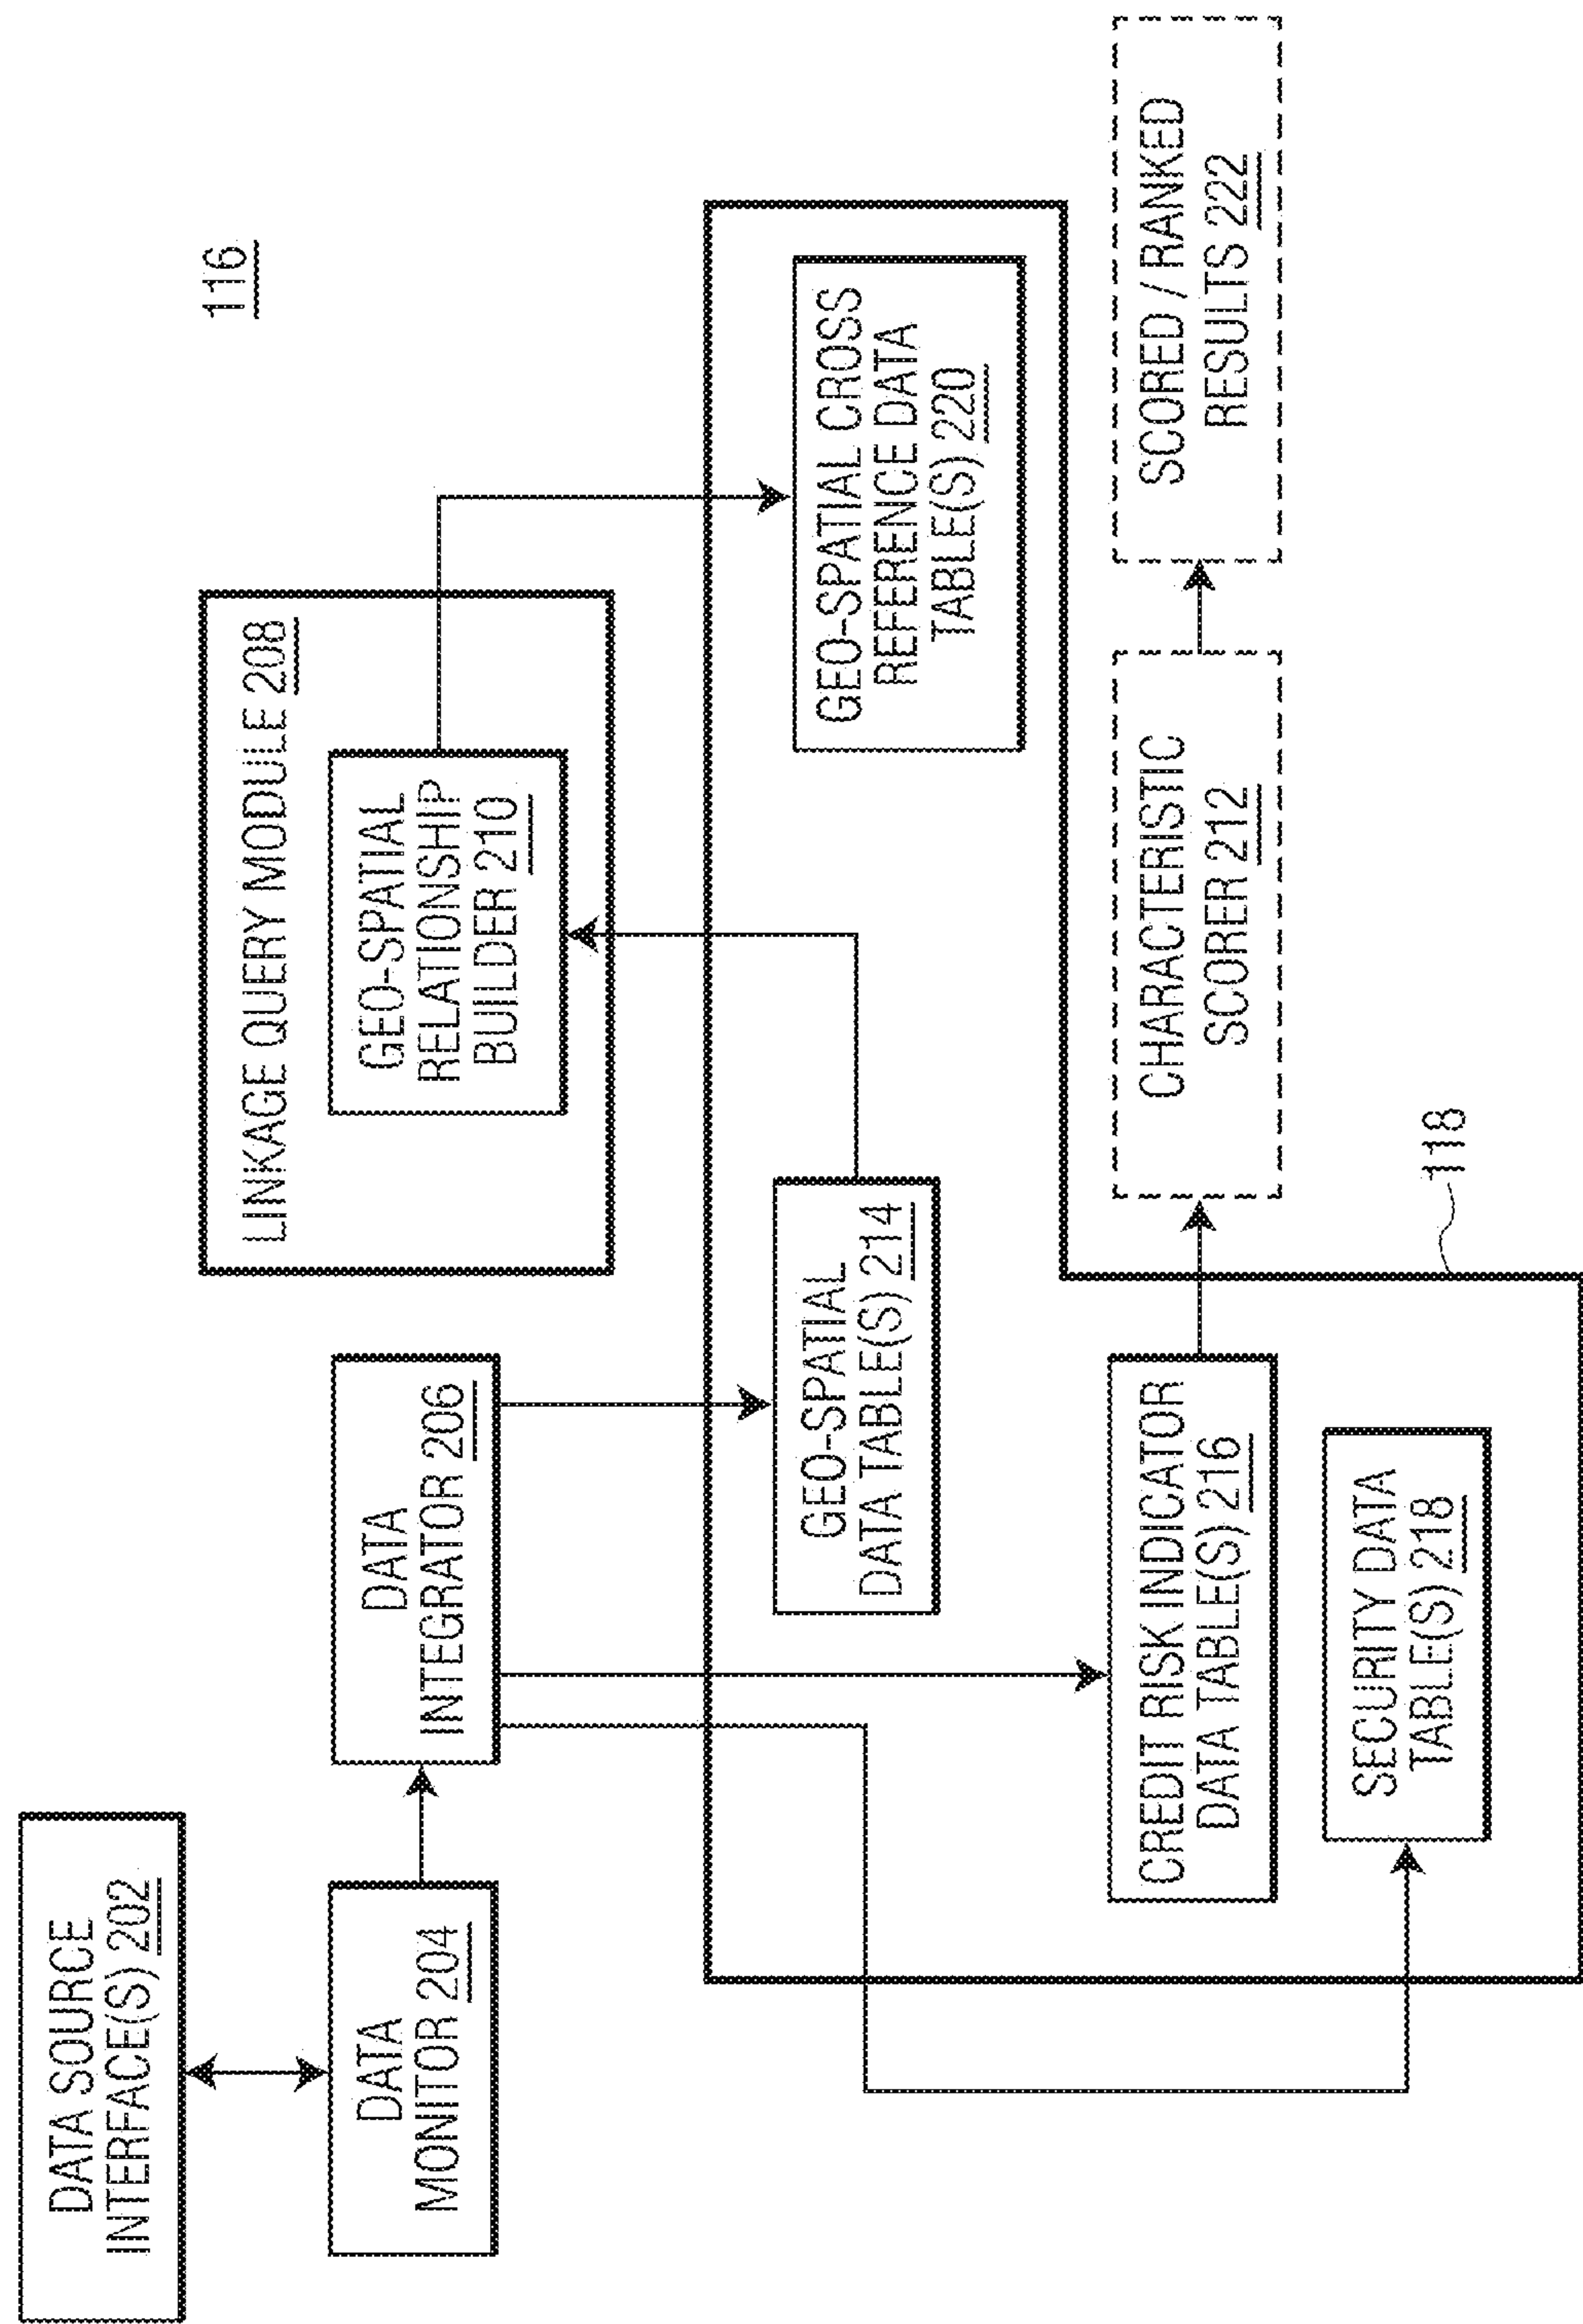 116
DATA SOURCE
INTERFACE(S) 202
DATA
MONITOR 204
DATA
INTEGRATOR 206
LINKAGE QUERY MODULE 208
GEO-SPATIAL
RELATIONSHIP
BUILDER 210
GEO-SPATIAL
DATA TABLE(S) 214
GEO-SPATIAL CROSS
REFERENCE DATA
TABLE(S) 220
CREDIT RISK INDICATOR
DATA TABLE(S) 216
CHARACTERISTIC
SCORER 212
SCORED / RANKED
RESULTS 222
SECURITY DATA
TABLE(S) 218
118